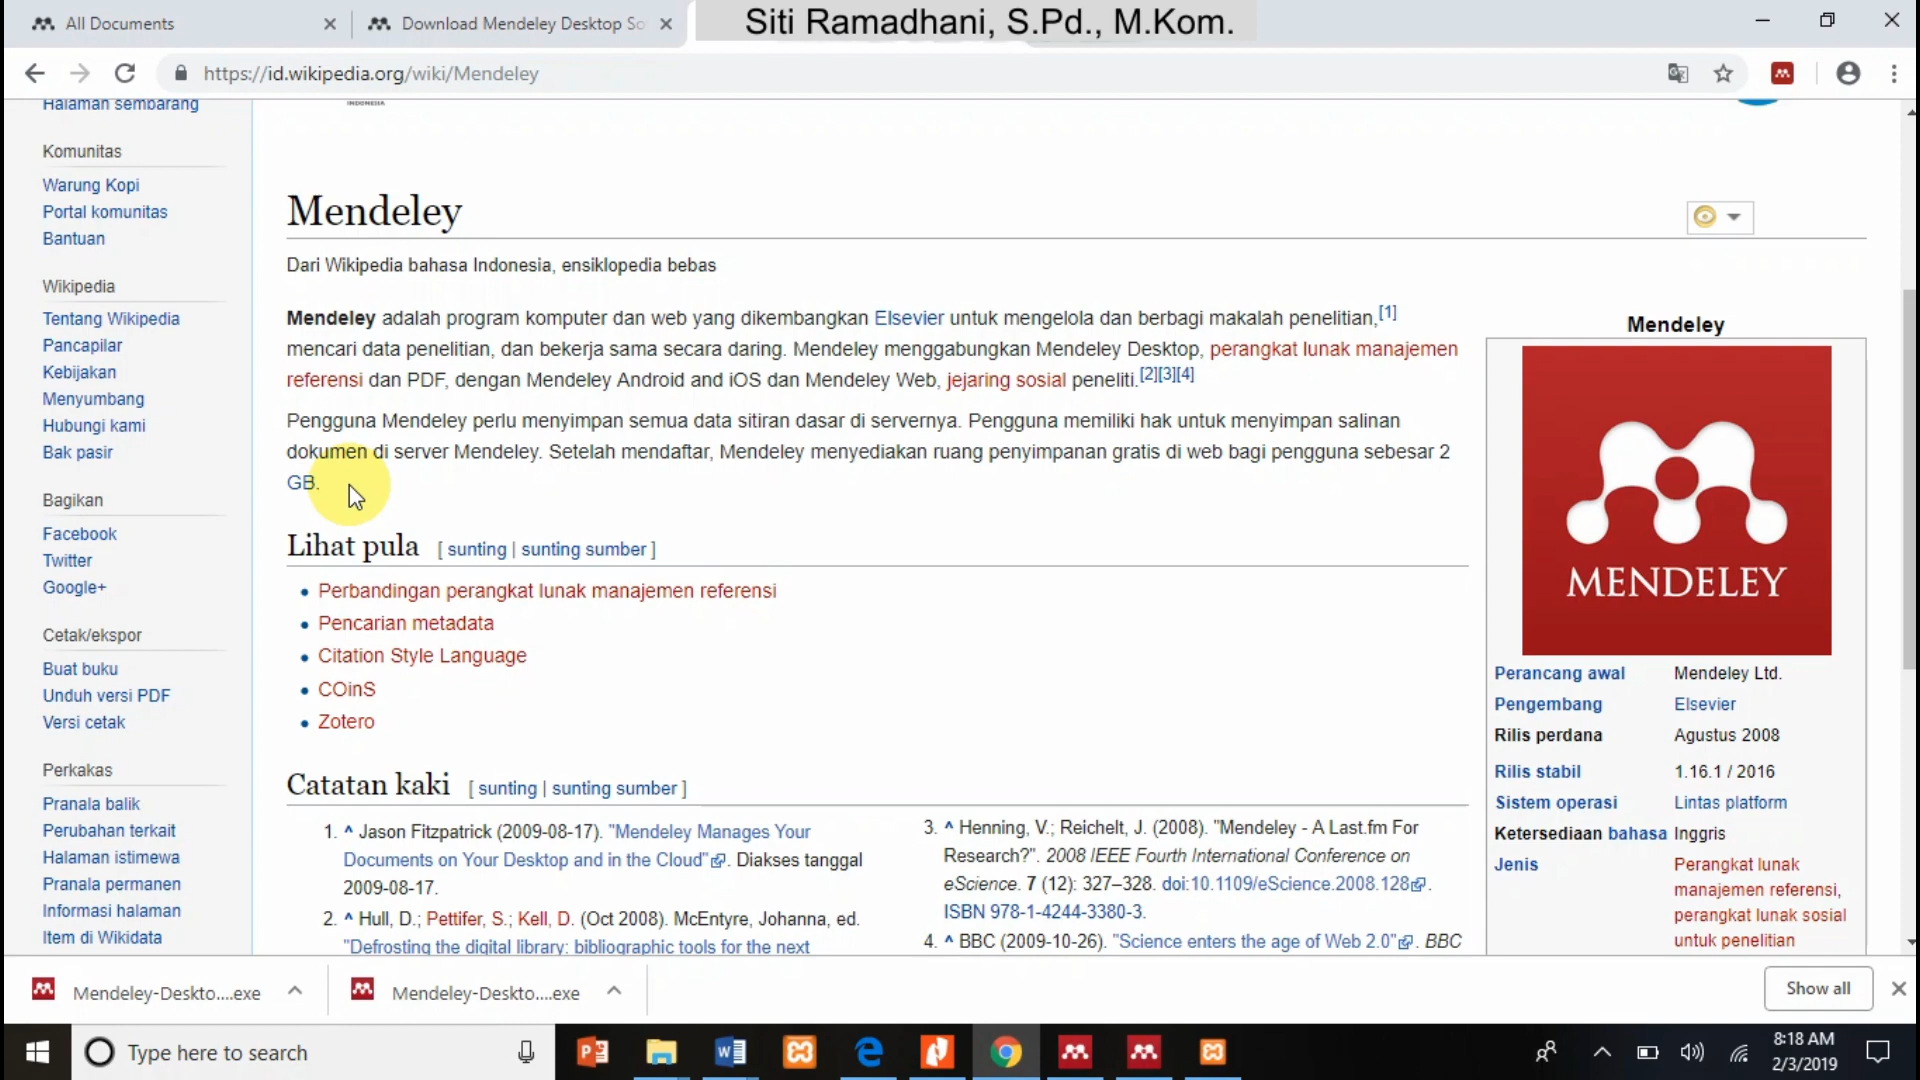 All Documents
Download Mendeley Desktop So
Siti Ramadhani, S.Pd., M.Kom.
https://id.wikipedia.org/wiki/Mendeley
Halaman sembarang
Komunitas
Warung Kopi
Portal komunitas
Bantuan
Wikipedia
Tentang Wikipedia
Pancapilar
Kebijakan
Menyumbang
Hubungi kami
Bak pasir
Bagikan
Facebook
Twitter
Google+
Cetak/ekspor
Buat buku
Unduh versi PDF
Versi cetak
Perkakas
Pranala balik
Perubahan terkait
Halaman istimewa
Pranala permanen
Informasi halaman
Item di Wikidata
INDONESIA
Mendeley
Dari Wikipedia bahasa Indonesia, ensiklopedia bebas
Mendeley adalah program komputer dan web yang dikembangkan Elsevier untuk mengelola dan berbagi makalah penelitian,[1]
mencari data penelitian, dan bekerja sama secara daring. Mendeley menggabungkan Mendeley Desktop, perangkat lunak manajemen
referensi dan PDF, dengan Mendeley Android and iOS dan Mendeley Web, jejaring sosial peneliti.[2][3][4]
Pengguna Mendeley perlu menyimpan semua data sitiran dasar di servernya. Pengguna memiliki hak untuk menyimpan salinan
dokumen di server Mendeley. Setelah mendaftar, Mendeley menyediakan ruang penyimpanan gratis di web bagi pengguna sebesar 2
GB.
Lihat pula [ sunting | sunting sumber ]
• Perbandingan perangkat lunak manajemen referensi
• Pencarian metadata
• Citation Style Language
• COinS
• Zotero
Catatan kaki [ sunting | sunting sumber ]
1. ^ Jason Fitzpatrick (2009-08-17). "Mendeley Manages Your
Documents on Your Desktop and in the Cloud". Diakses tanggal
2009-08-17.
2. ^ Hull, D.; Pettifer, S.; Kell, D. (Oct 2008). McEntyre, Johanna, ed.
"Defrosting the digital library: bibliographic tools for the next
3. ^ Henning, V.; Reichelt, J. (2008). "Mendeley - A Last.fm For
Research?". 2008 IEEE Fourth International Conference on
eScience. 7 (12): 327–328. doi:10.1109/eScience.2008.128.
ISBN 978-1-4244-3380-3.
4. ^ BBC (2009-10-26). "Science enters the age of Web 2.0". BBC
Mendeley
MENDELEY
Perancang awal Mendeley Ltd.
Pengembang Elsevier
Rilis perdana Agustus 2008
Rilis stabil 1.16.1 / 2016
Sistem operasi Lintas platform
Ketersediaan bahasa Inggris
Jenis Perangkat lunak
manajemen referensi,
perangkat lunak sosial
untuk penelitian
Mendeley-Deskto....exe
Mendeley-Deskto....exe
Show all
Type here to search
8:18 AM
2/3/2019